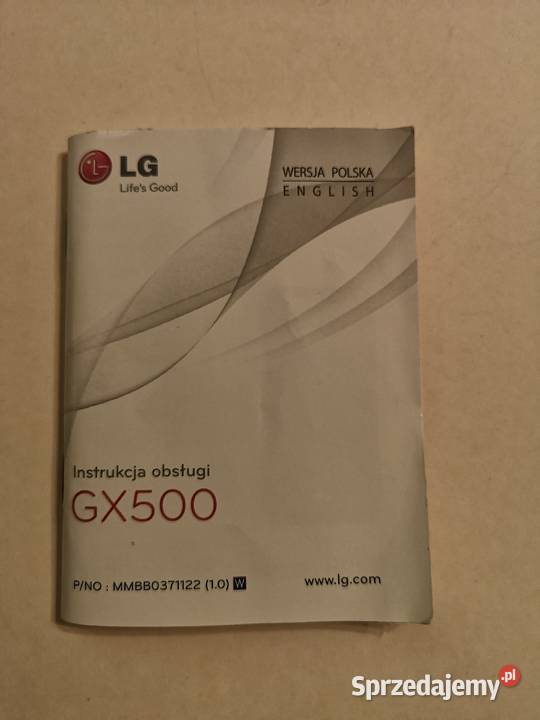 LG
Life's Good
WERSJA POLSKA
ENGLISH
Instrukcja obsługi
GX500
P/NO : MMBB0371122 (1.0) W
www.lg.com
Sprzedajemy.pl